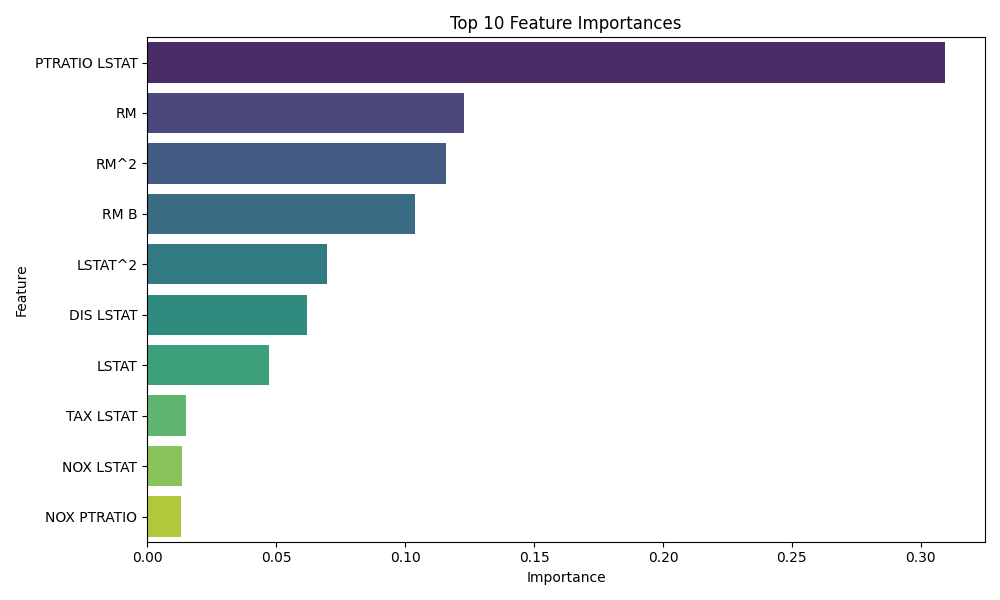 Top 10 Feature Importances
PTRATIO LSTAT
RM
RM^2
RM B
LSTAT^2
DIS LSTAT
LSTAT
TAX LSTAT
NOX LSTAT
NOX PTRATIO
Feature
0.00 0.05 0.10 0.15 0.20 0.25 0.30
Importance